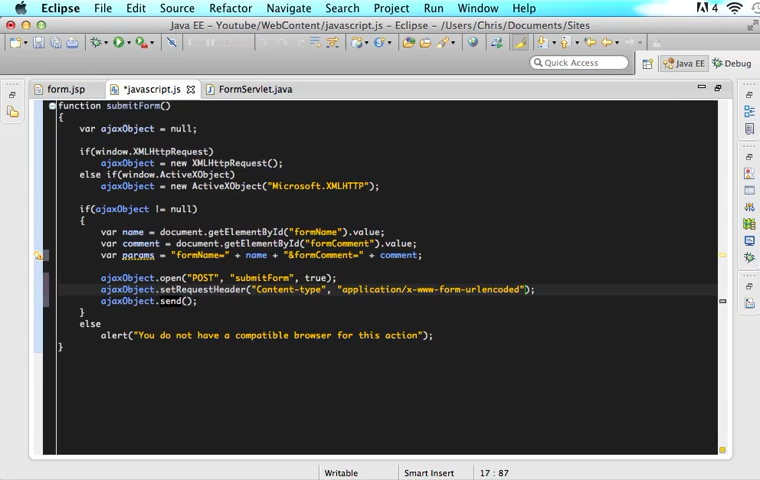 Eclipse File Edit Source Refactor Navigate Search Project Run Window Help 4
Java EE - Youtube/WebContent/javascript.js - Eclipse - /Users/Chris/Documents/Sites
Quick Access Java EE Debug
form.jsp *javascript.js FormServlet.java
function submitForm()
{
var ajaxObject = null;
if(window.XMLHttpRequest)
ajaxObject = new XMLHttpRequest();
else if(window.ActiveXObject)
ajaxObject = new ActiveXObject("Microsoft.XMLHTTP");
if(ajaxObject != null)
{
var name = document.getElementById("formName").value;
var comment = document.getElementById("formComment").value;
var params = "formName=" + name + "&formComment=" + comment;
ajaxObject.open("POST", "submitForm", true);
ajaxObject.setRequestHeader("Content-type", "application/x-www-form-urlencoded");
ajaxObject.send();
}
else
alert("You do not have a compatible browser for this action");
}
Writable Smart Insert 17 : 87